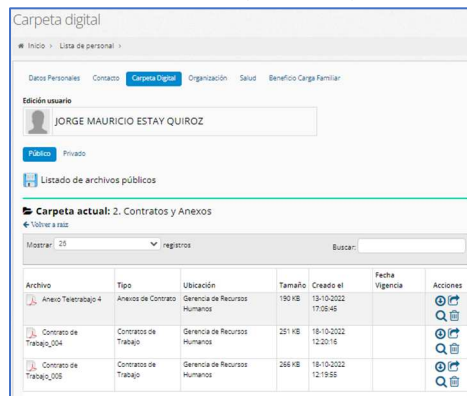 Carpeta digital
Inicio › Lista de personal ›
Datos Personales Contacto Carpeta Digital Organización Salud Beneficio Carga Familiar
Edición usuario
JORGE MAURICIO ESTAY QUIROZ
Público Privado
Listado de archivos públicos
Carpeta actual: 2. Contratos y Anexos
Volver a raiz
Mostrar 25 registros Buscar:
Archivo Tipo Ubicación Tamaño Creado el Fecha Vigencia Acciones
Anexo Teletrabajo 4 Anexos de Contrato Gerencia de Recursos Humanos 190 KB 13-10-2022 17:05:45
Contrato de Trabajo_004 Contratos de Trabajo Gerencia de Recursos Humanos 251 KB 18-10-2022 12:20:16
Contrato de Trabajo_005 Contratos de Trabajo Gerencia de Recursos Humanos 266 KB 18-10-2022 12:19:55